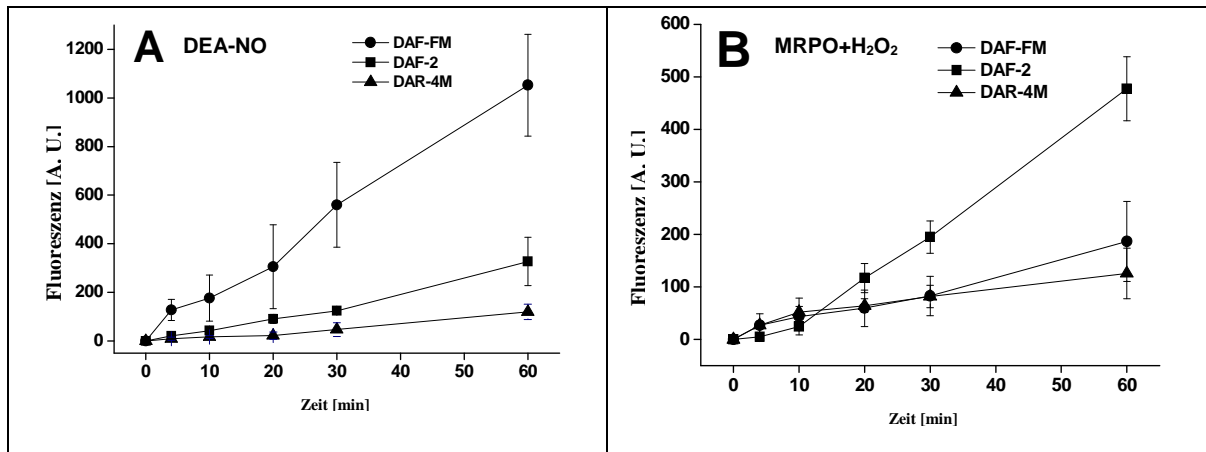 A DEA-NO
DAF-FM
DAF-2
DAR-4M
Fluoreszenz [A. U.]
1200
1000
800
600
400
200
0
0 10 20 30 40 50 60
Zeit [min]
B MRPO+H₂O₂
DAF-FM
DAF-2
DAR-4M
Fluoreszenz [A. U.]
600
500
400
300
200
100
0
0 10 20 30 40 50 60
Zeit [min]